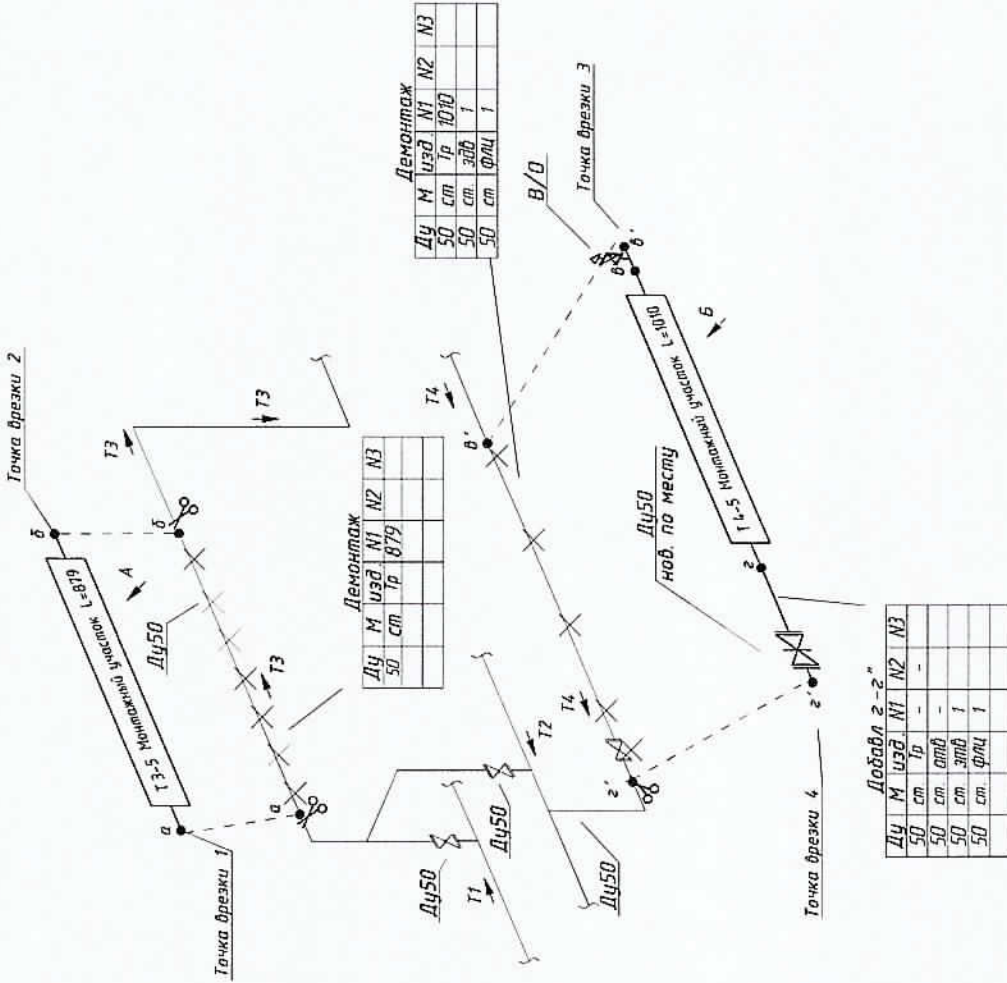 Точка врезки 2
б
Т3-5 Монтажный участок L=879
А
а
Точка врезки 1
Т3
б
Т3
Ду50
Т3
а
Демонтаж
Ду М изд. N1 N2 N3
50 ст Тр 879
Демонтаж
Ду М изд. N1 N2 N3
50 ст Тр 1010
50 ст. здв 1
50 ст флц 1
Т4
в'
В/О
Точка врезки 3
в'
Т4-5 Монтажный участок L=1010
Б
Т2
Т4
г'
Ду50
Ду50
Т1
Ду50
Ду50
нов. по месту
г
Точка врезки 4
Добавл г-г"
Ду М изд. N1 N2 N3
50 ст. Тр - -
50 ст. отв -
50 ст. зтв 1
50 ст. флц 1